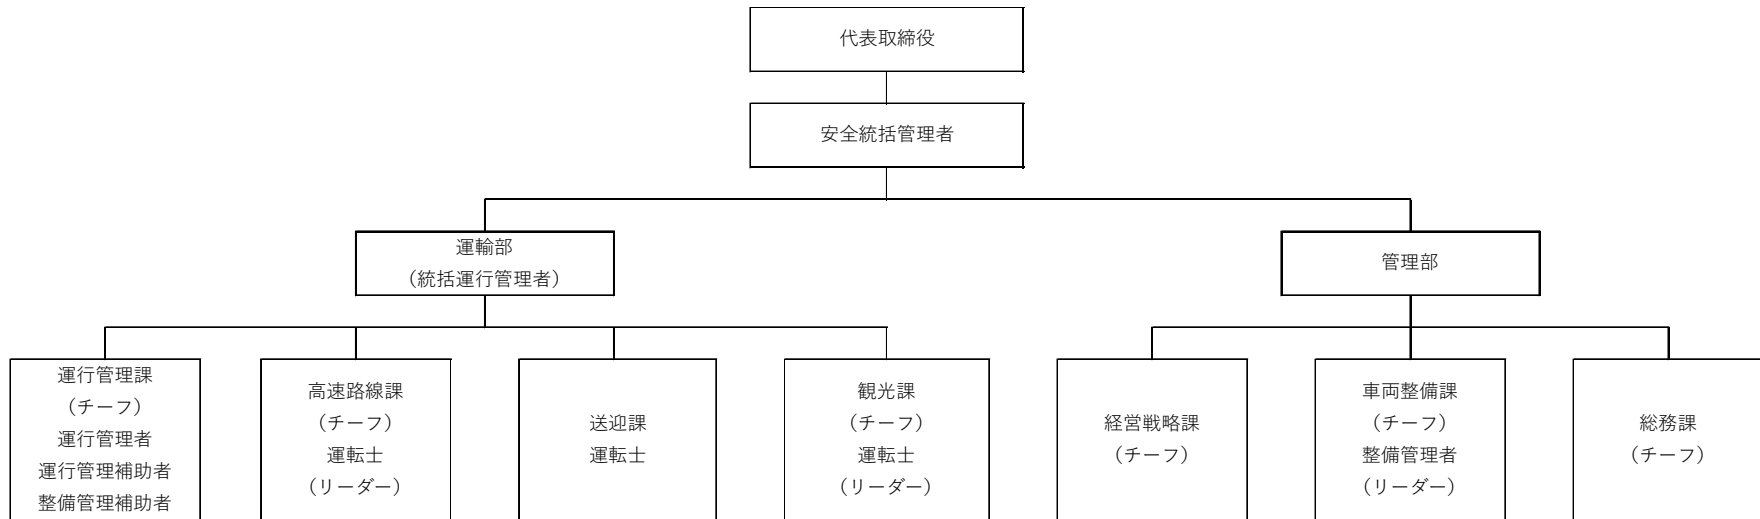 代表取締役
安全統括管理者
運輸部
（統括運行管理者）
管理部
運行管理課
（チーフ）
運行管理者
運行管理補助者
整備管理補助者
高速路線課
（チーフ）
運転士
（リーダー）
送迎課
運転士
観光課
（チーフ）
運転士
（リーダー）
経営戦略課
（チーフ）
車両整備課
（チーフ）
整備管理者
（リーダー）
総務課
（チーフ）